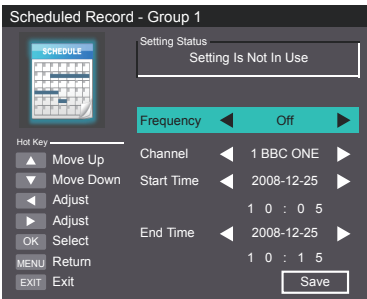 Scheduled Record - Group 1
SCHEDULE
Setting Status
Setting Is Not In Use
Frequency Off
Hot Key
Move Up
Move Down
Adjust
Adjust
OK Select
MENU Return
EXIT Exit
Channel 1 BBC ONE
Start Time 2008-12-25
1 0 : 0 5
End Time 2008-12-25
1 0 : 1 5
Save